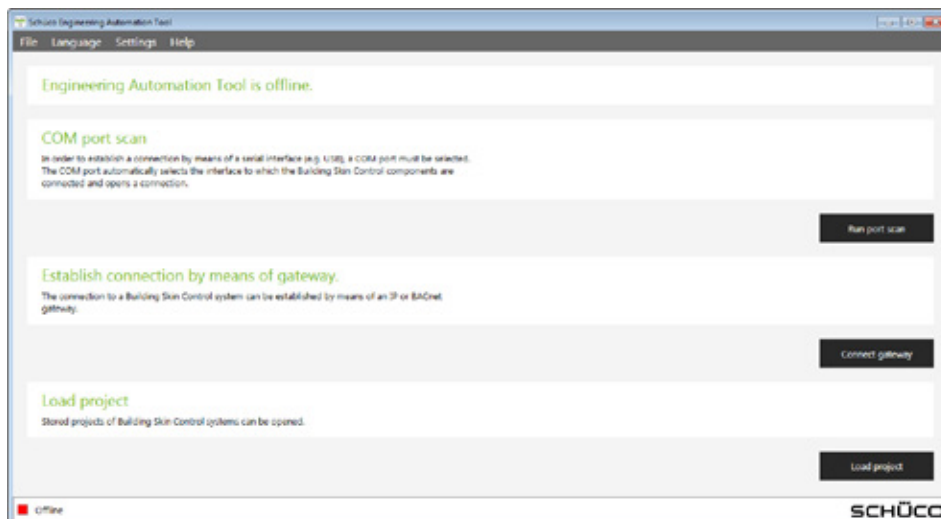 Schüco Engineering Automation Tool
File Language Settings Help
Engineering Automation Tool is offline.
COM port scan
In order to establish a connection by means of a serial interface (e.g. USB), a COM port must be selected.
The COM port automatically selects the interface to which the Building Skin Control components are
connected and opens a connection.
Run port scan
Establish connection by means of gateway.
The connection to a Building Skin Control system can be established by means of an IP or BACnet
gateway.
Connect gateway
Load project
Stored projects of Building Skin Control systems can be opened.
Load project
Offline
SCHÜCO